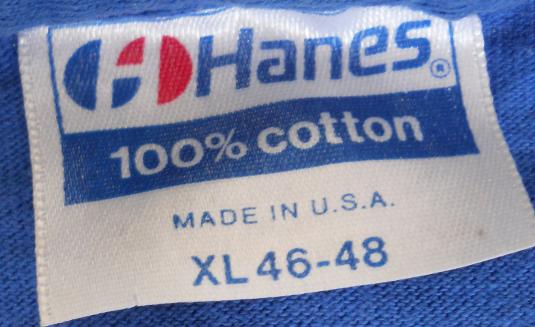 Hanes®
100% cotton
MADE IN U.S.A.
XL 46-48